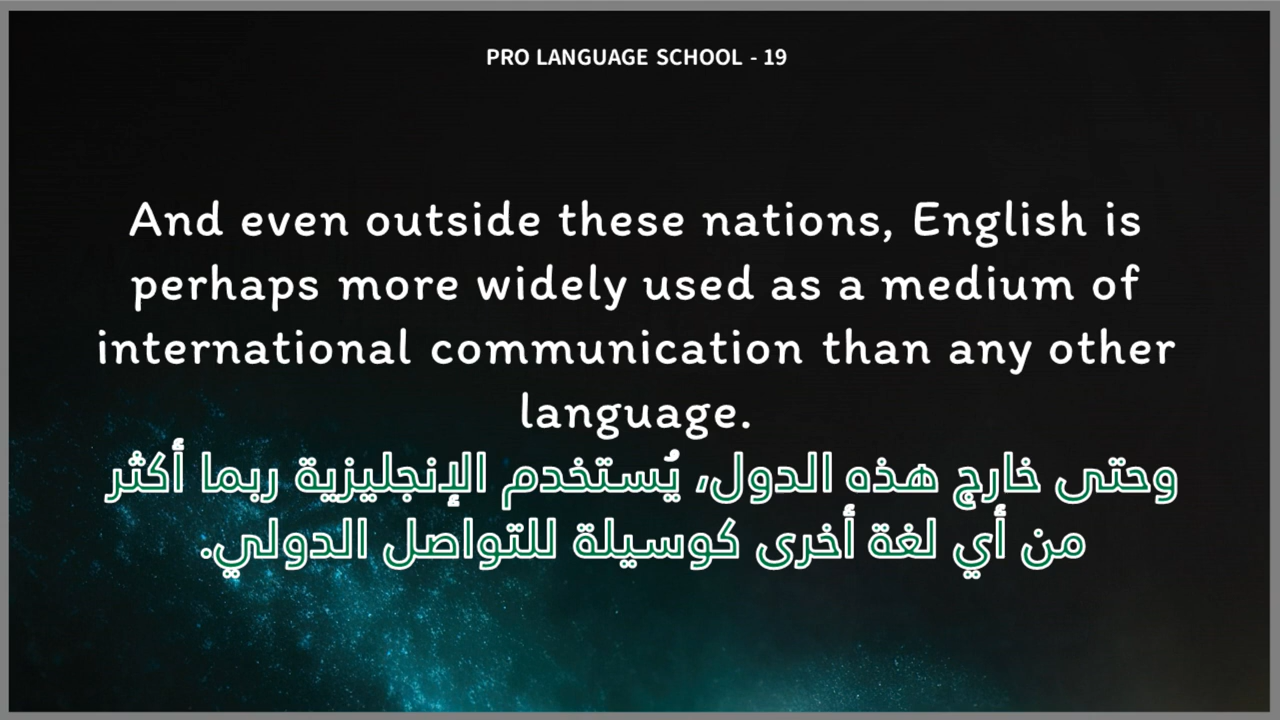 PRO LANGUAGE SCHOOL - 19
And even outside these nations, English is
perhaps more widely used as a medium of
international communication than any other
language.
وحتى خارج هذه الدول، يُستخدم الإنجليزية ربما أكثر
من أي لغة أخرى كوسيلة للتواصل الدولي.